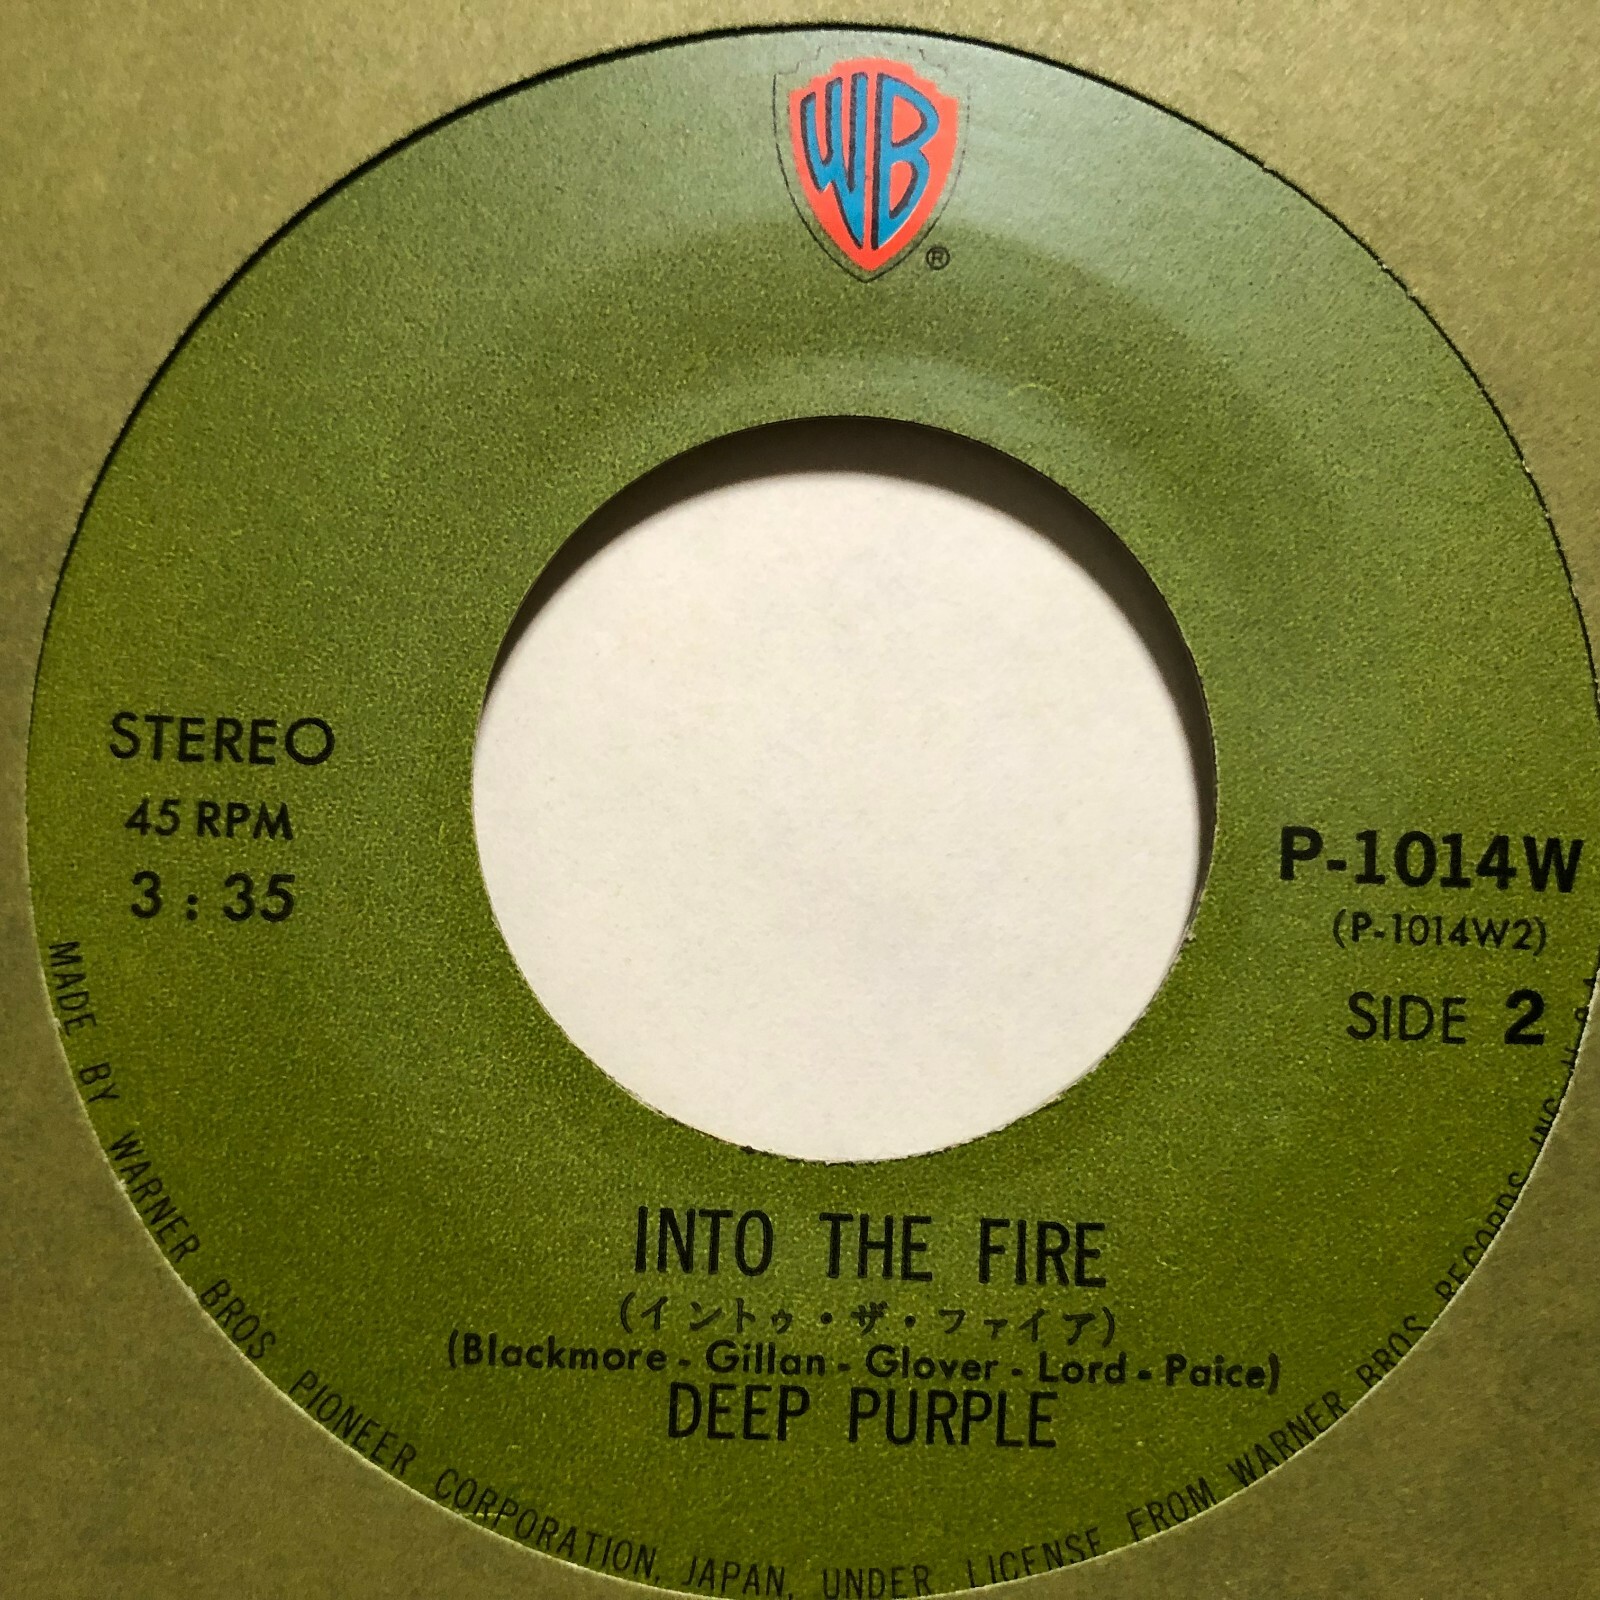 WB
®
STEREO
45 RPM
3 : 35
P-1014W
(P-1014W2)
SIDE 2
INTO THE FIRE
(イントゥ・ザ・ファイア)
(Blackmore - Gillan - Glover - Lord - Paice)
DEEP PURPLE
MADE BY WARNER BROS PIONEER CORPORATION, JAPAN, UNDER LICENSE FROM WARNER BROS RECORDS INC. U.S.A.